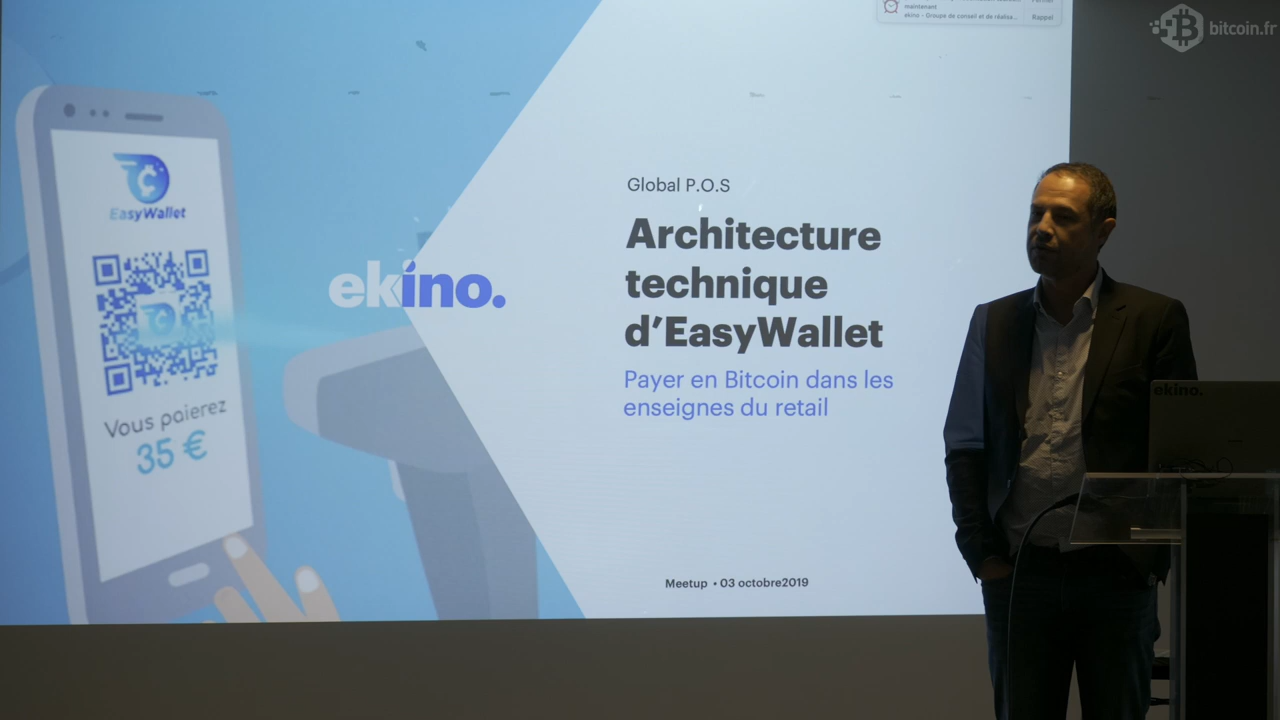 maintenant
ekino - Groupe de conseil et de réalisa...
Rappel
bitcoin.fr
EasyWallet
Vous paierez
35 €
ekino.
Global P.O.S
Architecture
technique
d'EasyWallet
Payer en Bitcoin dans les
enseignes du retail
Meetup • 03 octobre2019
ekino.